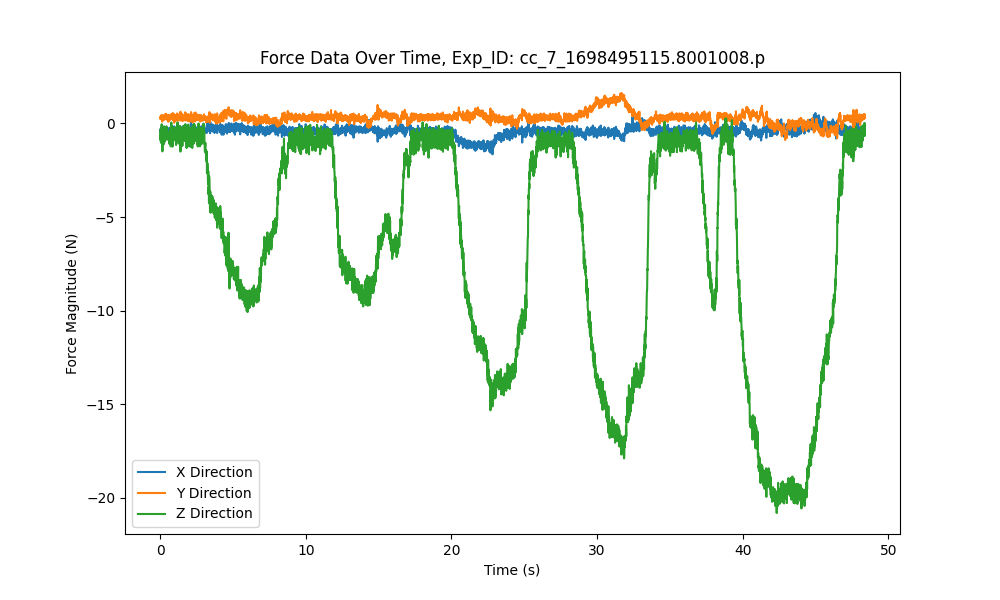 Force Data Over Time, Exp_ID: cc_7_1698495115.8001008.p
Force Magnitude (N)
0
−5
−10
−15
−20
X Direction
Y Direction
Z Direction
0 10 20 30 40 50
Time (s)